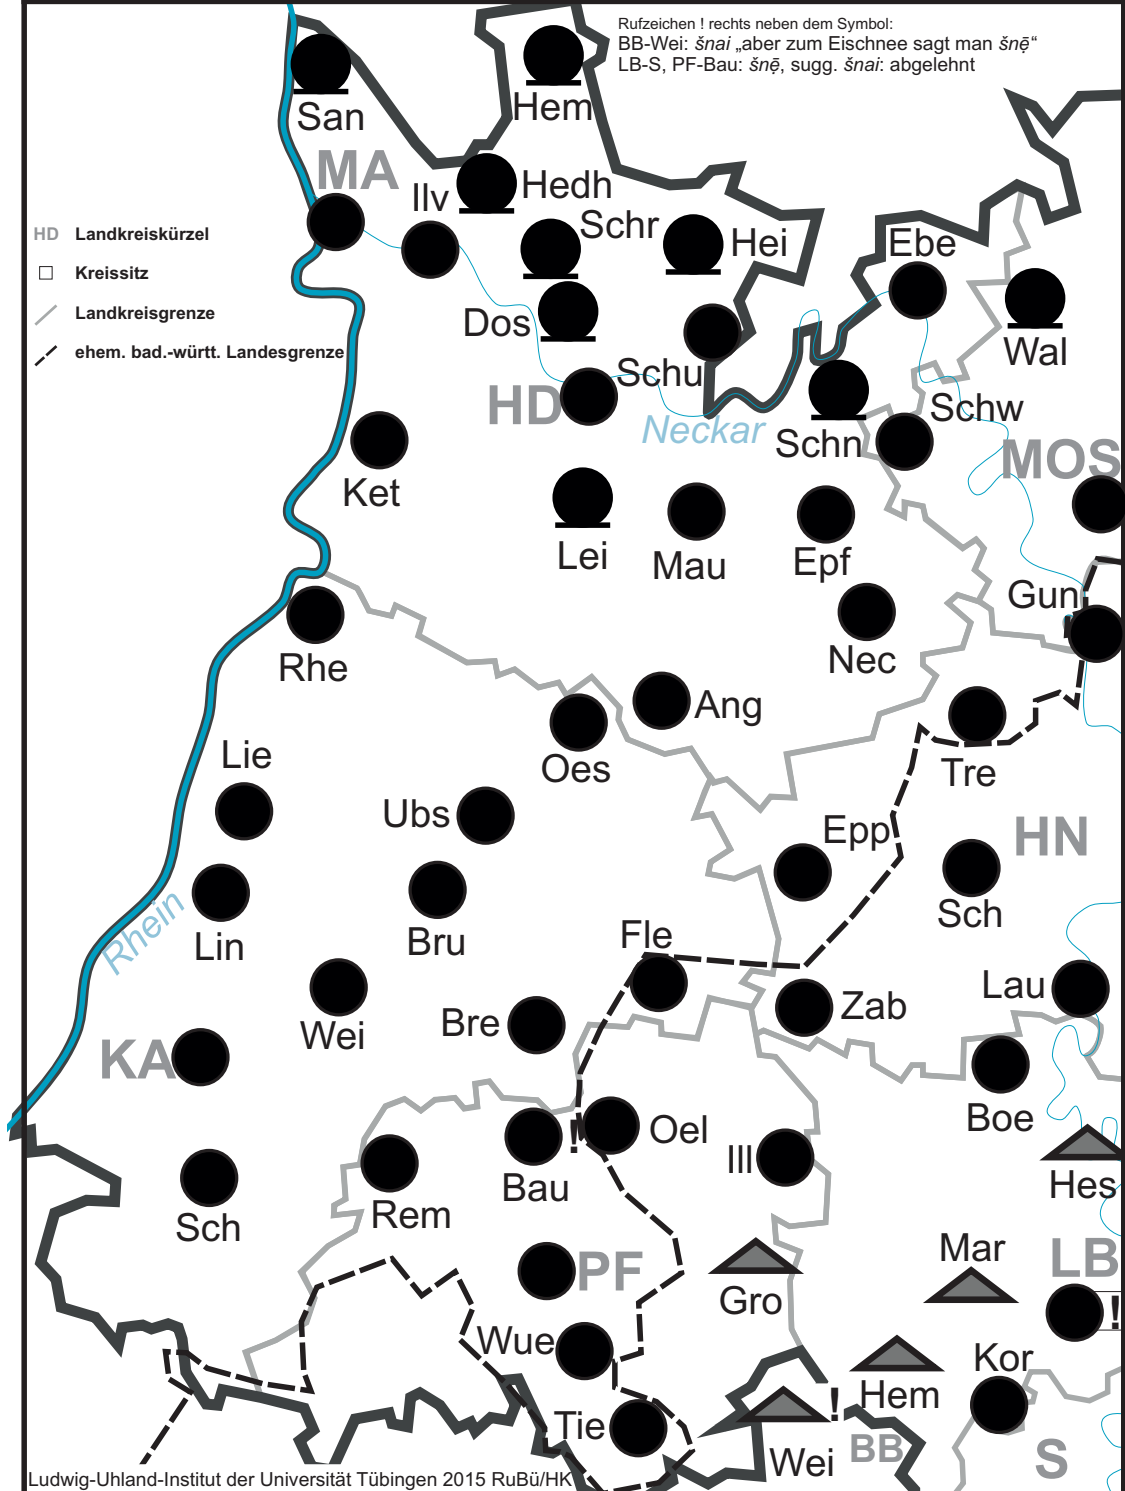 Rufzeichen ! rechts neben dem Symbol:
BB-Wei: šnai „aber zum Eischnee sagt man šnẹ̄“
LB-S, PF-Bau: šnẹ̄, sugg. šnai: abgelehnt
San
Hem
MA
Ilv
Hedh
Schr
Hei
Ebe
HD Landkreiskürzel
Kreissitz
Landkreisgrenze
ehem. bad.-württ. Landesgrenze
Dos
Wal
Schu
HD
Neckar
Schn
Schw
MOS
Ket
Lei
Mau
Epf
Gun
Rhe
Nec
Ang
Oes
Tre
Lie
Ubs
Epp
HN
Rhein
Lin
Bru
Sch
Fle
Wei
Bre
Zab
Lau
KA
Boe
Bau
!
Oel
Ill
Hes
Sch
Rem
Mar
LB
PF
Gro
!
Wue
Kor
Hem
Tie
!
Wei
BB
S
Ludwig-Uhland-Institut der Universität Tübingen 2015 RuBü/HK